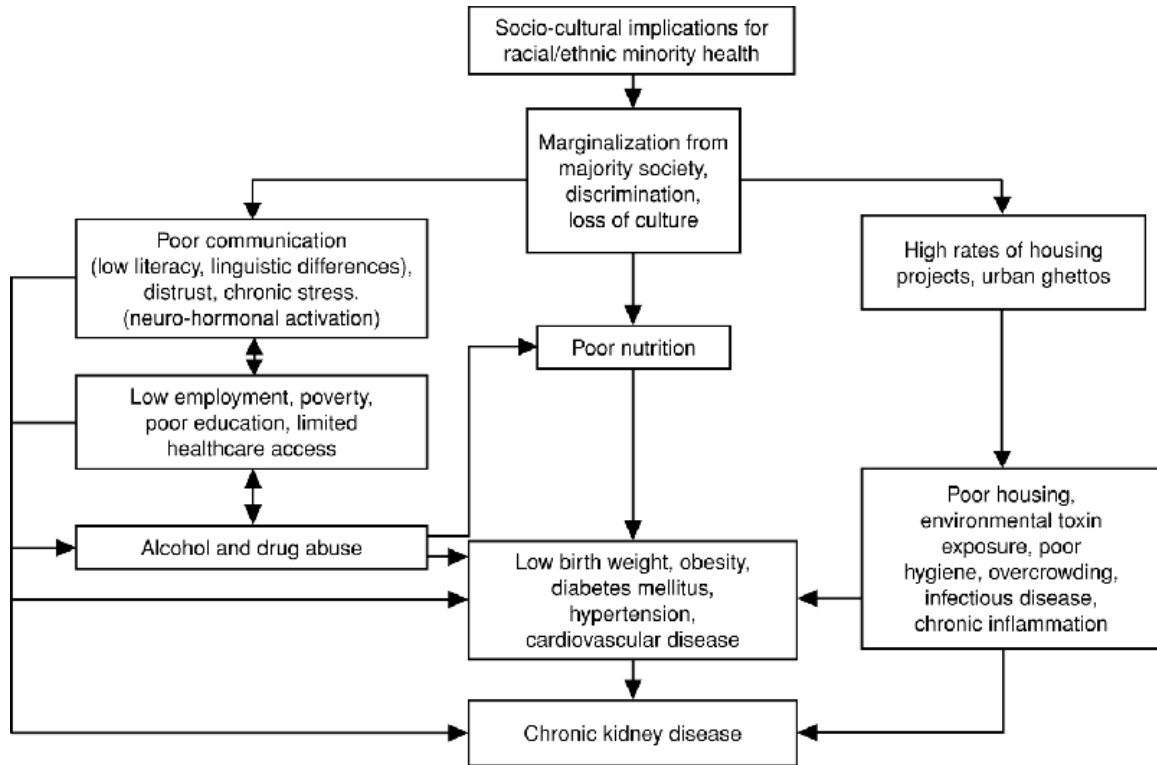 Socio-cultural implications for
racial/ethnic minority health
Marginalization from
majority society,
discrimination,
loss of culture
Poor communication
(low literacy, linguistic differences),
distrust, chronic stress.
(neuro-hormonal activation)
High rates of housing
projects, urban ghettos
Poor nutrition
Low employment, poverty,
poor education, limited
healthcare access
Alcohol and drug abuse
Poor housing,
environmental toxin
exposure, poor
hygiene, overcrowding,
infectious disease,
chronic inflammation
Low birth weight, obesity,
diabetes mellitus,
hypertension,
cardiovascular disease
Chronic kidney disease